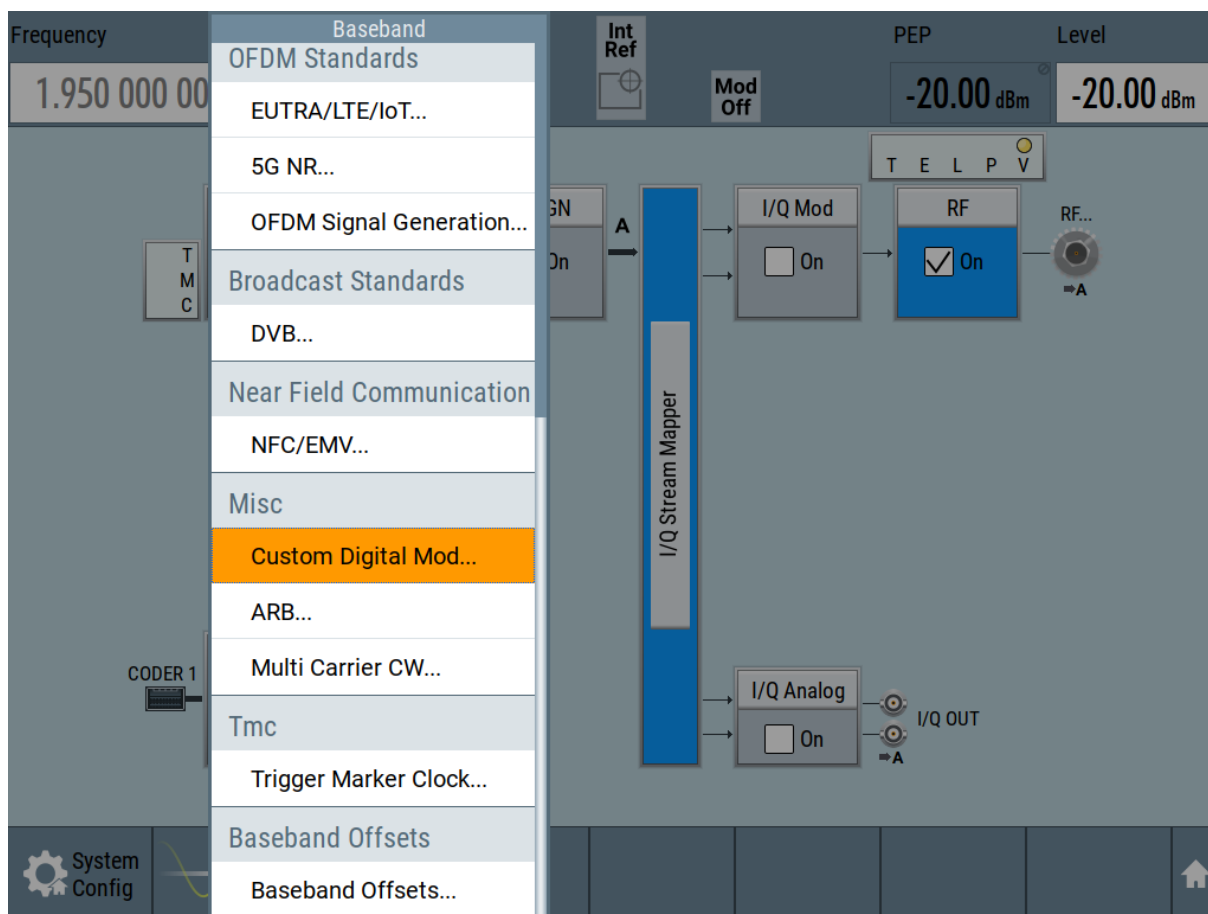 Frequency
Baseband
Int
Ref
PEP
Level
1.950 000 00
Mod
Off
-20.00 dBm
-20.00 dBm
OFDM Standards
EUTRA/LTE/IoT...
5G NR...
OFDM Signal Generation...
Broadcast Standards
DVB...
Near Field Communication
NFC/EMV...
Misc
Custom Digital Mod...
ARB...
Multi Carrier CW...
Tmc
Trigger Marker Clock...
Baseband Offsets
Baseband Offsets...
T
M
C
CODER 1
GN
On
A
I/Q Stream Mapper
I/Q Mod
On
T E L P V
RF
On
RF...
⇒A
I/Q Analog
On
I/Q OUT
⇒A
System
Config